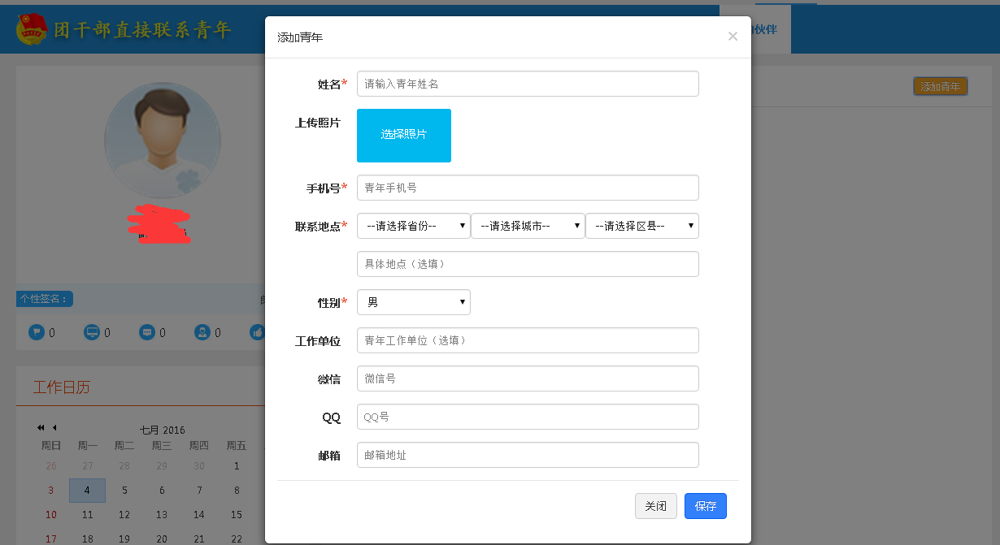 团干部直接联系青年
伙伴
添加青年
×
添加青年
姓名*
请输入青年姓名
上传照片
选择照片
手机号*
青年手机号
联系地点*
--请选择省份--
--请选择城市--
--请选择区县--
具体地点（选填）
性别*
男
工作单位
青年工作单位（选填）
微信
微信号
QQ
QQ号
邮箱
邮箱地址
关闭
保存
个性签名：
0 0 0 0
工作日历
七月 2016
周日 周一 周二 周三 周四 周五
26 27 28 29 30 1
3 4 5 6 7 8
10 11 12 13 14 15
17 18 19 20 21 22